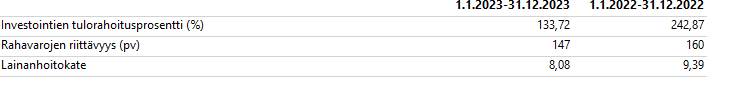 1.1.2023-31.12.2023 1.1.2022-31.12.2022
Investointien tulorahoitusprosentti (%) 133,72 242,87
Rahavarojen riittävyys (pv) 147 160
Lainanhoitokate 8,08 9,39